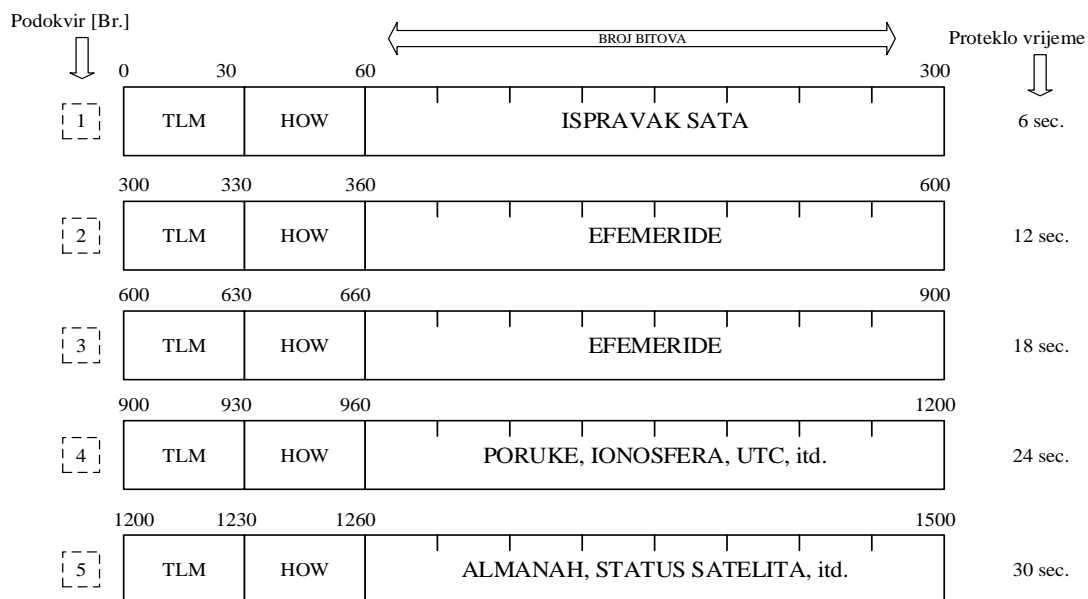 Podokvir [Br.]
BROJ BITOVA
Proteklo vrijeme
0 30 60 300
1 TLM HOW ISPRAVAK SATA 6 sec.
300 330 360 600
2 TLM HOW EFEMERIDE 12 sec.
600 630 660 900
3 TLM HOW EFEMERIDE 18 sec.
900 930 960 1200
4 TLM HOW PORUKE, IONOSFERA, UTC, itd. 24 sec.
1200 1230 1260 1500
5 TLM HOW ALMANAH, STATUS SATELITA, itd. 30 sec.